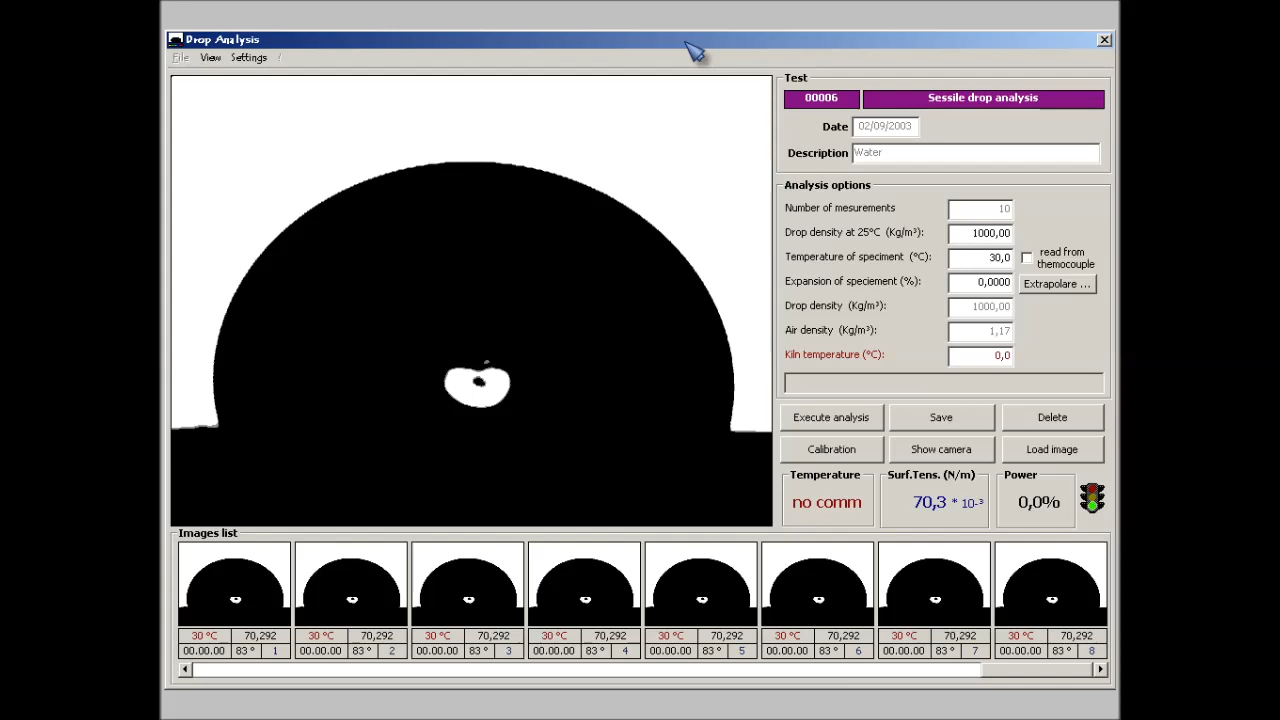 Drop Analysis
File View Settings ?
Test
00006 Sessile drop analysis
Date 02/09/2003
Description Water
Analysis options
Number of mesurements 10
Drop density at 25°C (Kg/m³): 1000,00
Temperature of speciment (°C): 30,0 read from
themocouple
Expansion of speciement (%): 0,0000 Extrapolare ...
Drop density (Kg/m³): 1000,00
Air density (Kg/m³): 1,17
Kiln temperature (°C): 0,0
Execute analysis Save Delete
Calibration Show camera Load image
Temperature Surf.Tens. (N/m) Power
no comm 70,3 * 10-³ 0,0%
Images list
30 °C 70,292 30 °C 70,292 30 °C 70,292 30 °C 70,292 30 °C 70,292 30 °C 70,292 30 °C 70,292 30 °C 70,292
00.00.00 83 ° 1 00.00.00 83 ° 2 00.00.00 83 ° 3 00.00.00 83 ° 4 00.00.00 83 ° 5 00.00.00 83 ° 6 00.00.00 83 ° 7 00.00.00 83 ° 8